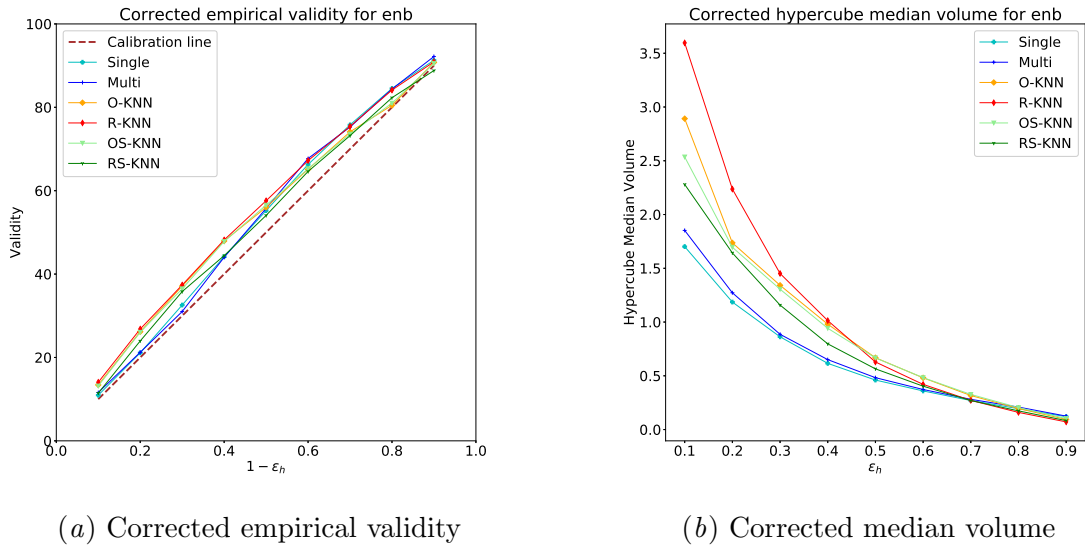 Corrected empirical validity for enb
100
80
60
40
20
0
Validity
Calibration line
Single
Multi
O-KNN
R-KNN
OS-KNN
RS-KNN
0.0 0.2 0.4 0.6 0.8 1.0
1 − εₕ
Corrected hypercube median volume for enb
3.5
3.0
2.5
2.0
1.5
1.0
0.5
0.0
Hypercube Median Volume
Single
Multi
O-KNN
R-KNN
OS-KNN
RS-KNN
0.1 0.2 0.3 0.4 0.5 0.6 0.7 0.8 0.9
εₕ
(a) Corrected empirical validity
(b) Corrected median volume